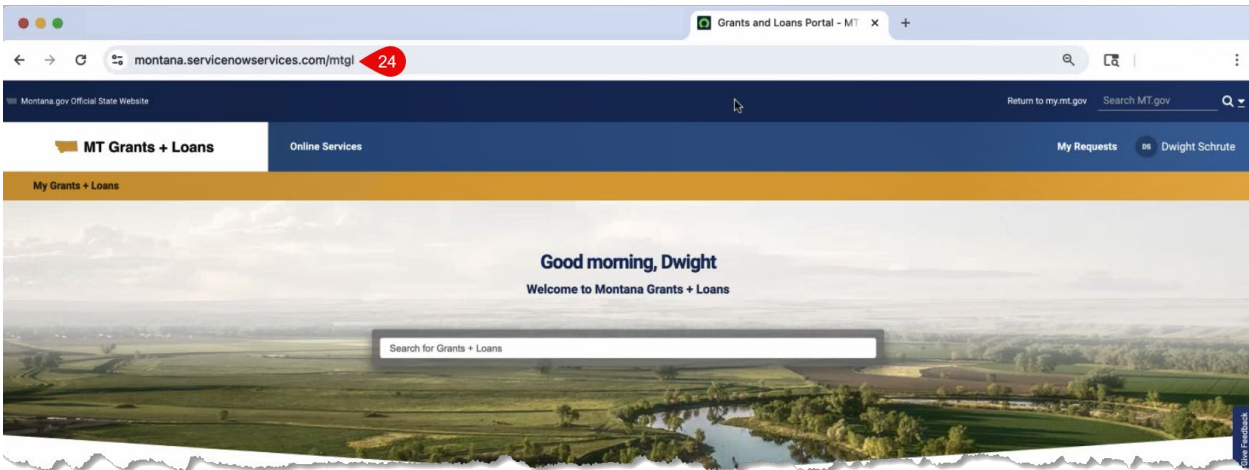 Grants and Loans Portal - MT
montana.servicenowservices.com/mtgl
24
Montana.gov Official State Website
Return to my.mt.gov
Search MT.gov
MT Grants + Loans
Online Services
My Requests
DS
Dwight Schrute
My Grants + Loans
Good morning, Dwight
Welcome to Montana Grants + Loans
Search for Grants + Loans
Give Feedback